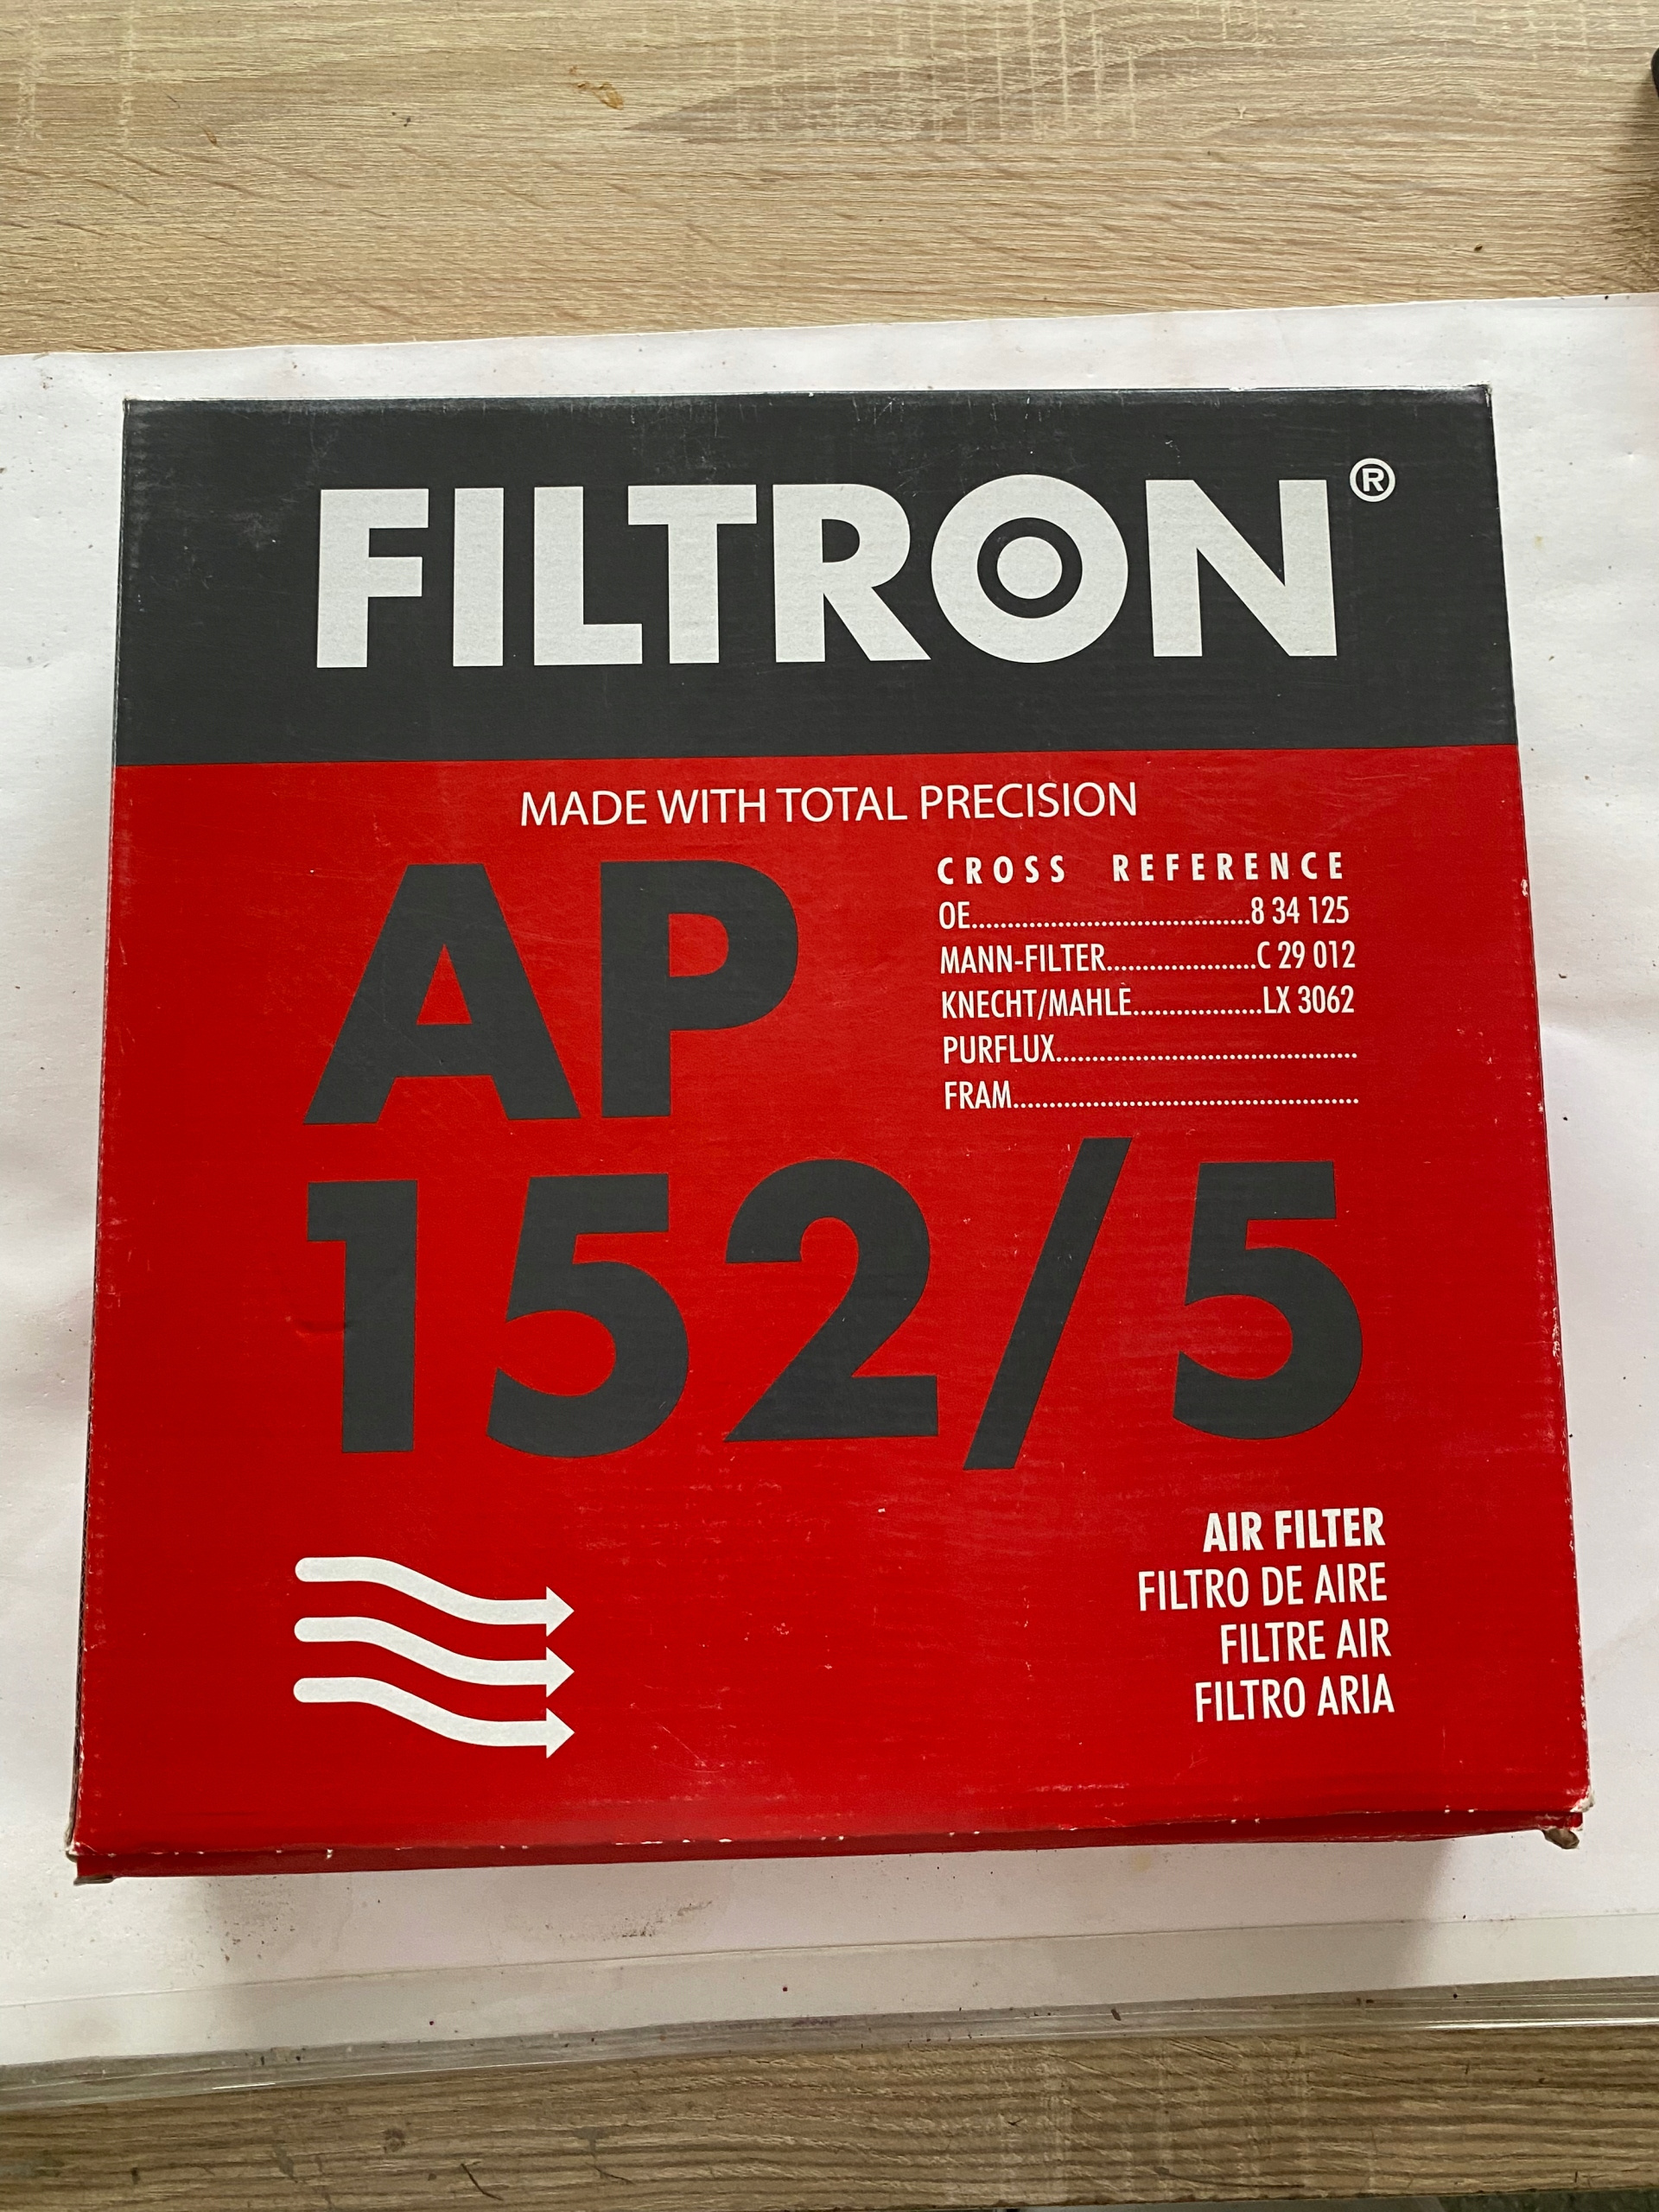 FILTRON®
MADE WITH TOTAL PRECISION
AP
152/5
CROSS REFERENCE
OE......................................8 34 125
MANN-FILTER.....................C 29 012
KNECHT/MAHLE..................LX 3062
PURFLUX..........................................
FRAM................................................
AIR FILTER
FILTRO DE AIRE
FILTRE AIR
FILTRO ARIA